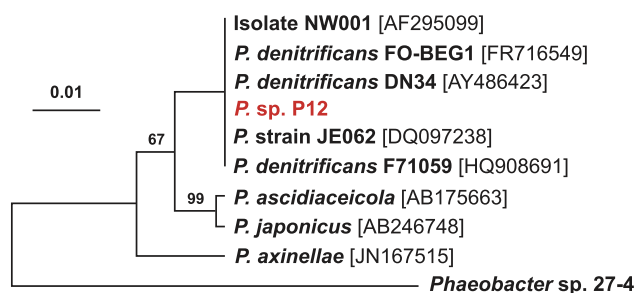 Isolate NW001 [AF295099]
P. denitrificans FO-BEG1 [FR716549]
P. denitrificans DN34 [AY486423]
0.01
P. sp. P12
P. strain JE062 [DQ097238]
67
P. denitrificans F71059 [HQ908691]
99
P. ascidiaceicola [AB175663]
P. japonicus [AB246748]
P. axinellae [JN167515]
Phaeobacter sp. 27-4